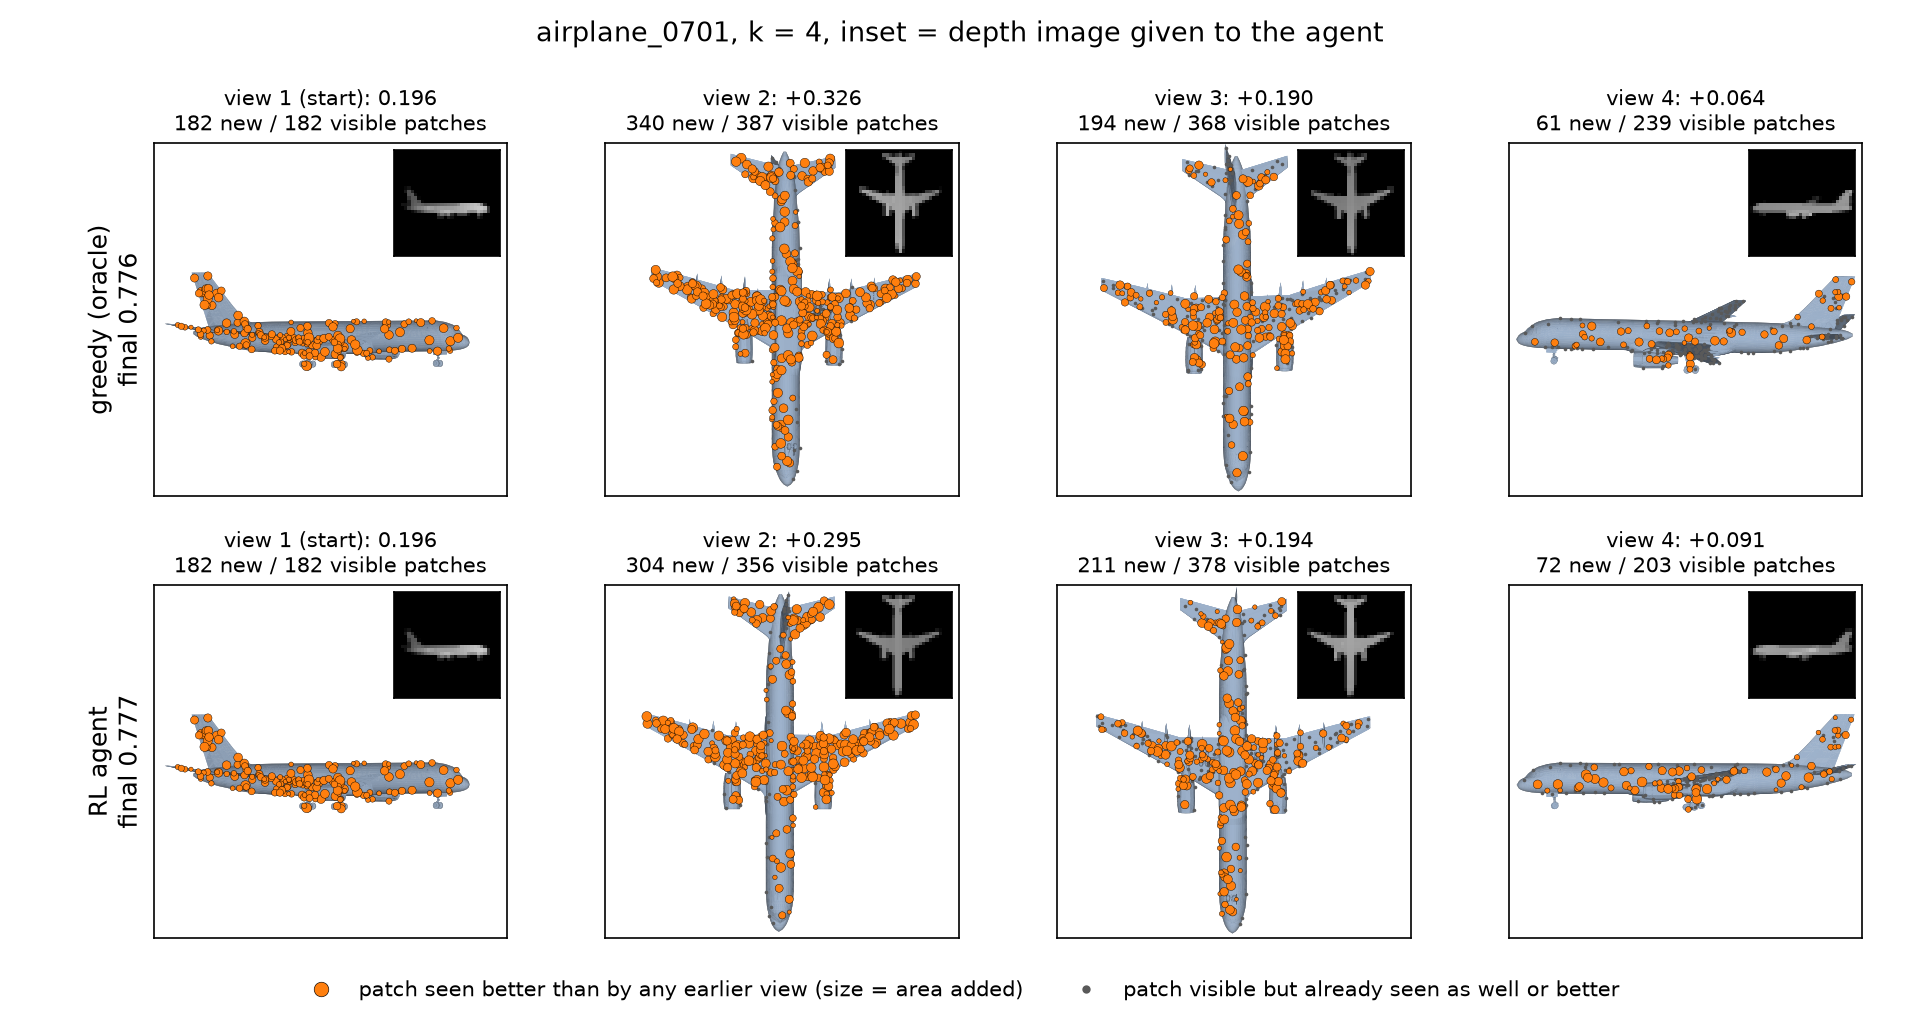 airplane_0701, k = 4, inset = depth image given to the agent
greedy (oracle)
final 0.776
view 1 (start): 0.196
182 new / 182 visible patches
view 2: +0.326
340 new / 387 visible patches
view 3: +0.190
194 new / 368 visible patches
view 4: +0.064
61 new / 239 visible patches
RL agent
final 0.777
view 1 (start): 0.196
182 new / 182 visible patches
view 2: +0.295
304 new / 356 visible patches
view 3: +0.194
211 new / 378 visible patches
view 4: +0.091
72 new / 203 visible patches
patch seen better than by any earlier view (size = area added)
patch visible but already seen as well or better